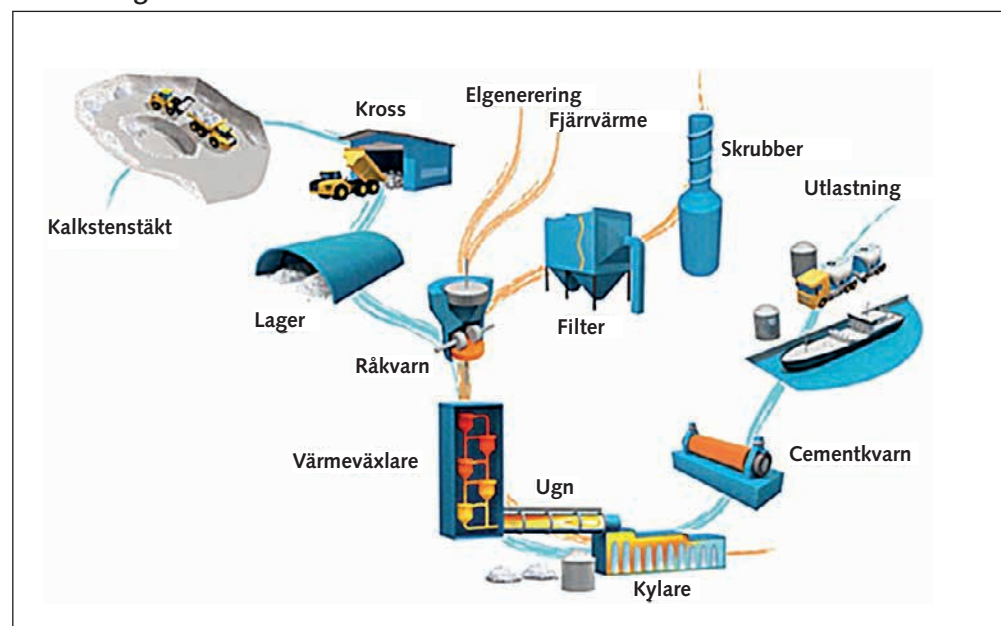 Elgenerering
Kross
Fjärrvärme
Skrubber
Utlastning
Kalkstenstäkt
Lager
Filter
Råkvarn
Värmeväxlare
Cementkvarn
Ugn
Kylare